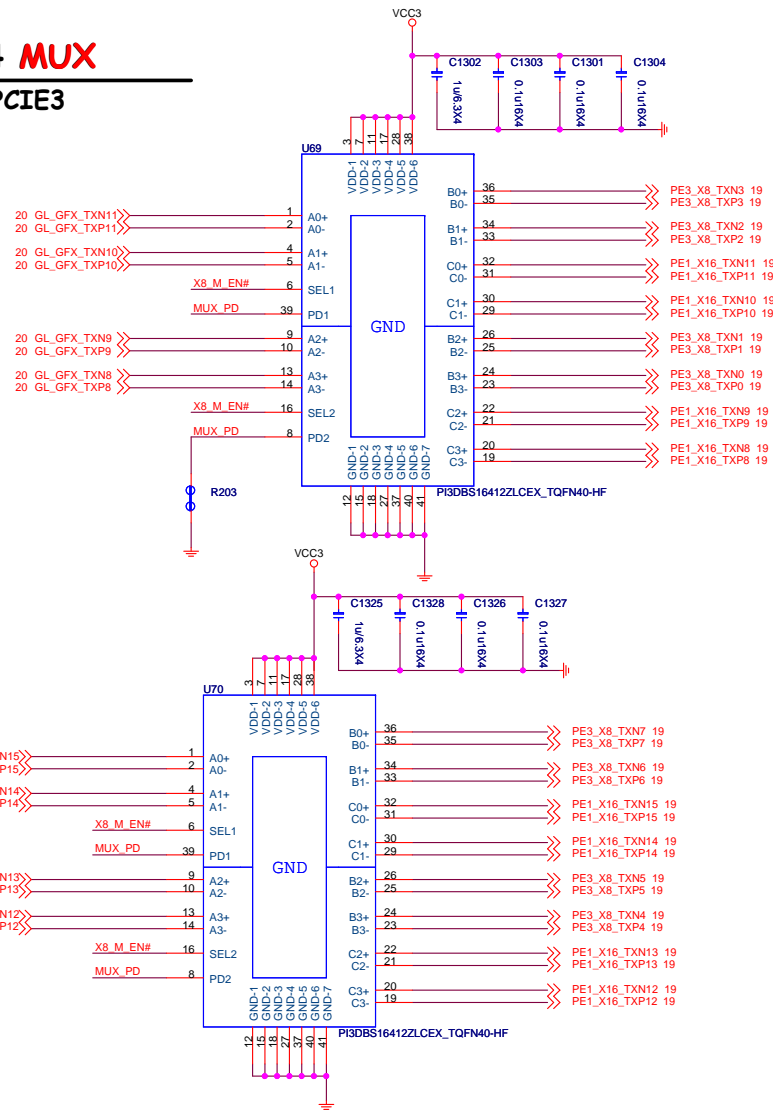 VCC3
MUX
PCIE3
C1302
C1303
C1301
C1304
1u/6.3X4
0.1u16X4
0.1u16X4
0.1u16X4
3
7
11
17
28
38
U69
VDD-1
VDD-2
VDD-3
VDD-4
VDD-5
VDD-6
20 GL_GFX_TXN11 1 A0+
20 GL_GFX_TXP11 2 A0-
20 GL_GFX_TXN10 4 A1+
20 GL_GFX_TXP10 5 A1-
X8_M_EN# 6 SEL1
MUX_PD 39 PD1
20 GL_GFX_TXN9 9 A2+
20 GL_GFX_TXP9 10 A2-
20 GL_GFX_TXN8 13 A3+
20 GL_GFX_TXP8 14 A3-
X8_M_EN# 16 SEL2
MUX_PD 8 PD2
GND
B0+ 36 PE3_X8_TXN3 19
B0- 35 PE3_X8_TXP3 19
B1+ 34 PE3_X8_TXN2 19
B1- 33 PE3_X8_TXP2 19
C0+ 32 PE1_X16_TXN11 19
C0- 31 PE1_X16_TXP11 19
C1+ 30 PE1_X16_TXN10 19
C1- 29 PE1_X16_TXP10 19
B2+ 26 PE3_X8_TXN1 19
B2- 25 PE3_X8_TXP1 19
B3+ 24 PE3_X8_TXN0 19
B3- 23 PE3_X8_TXP0 19
C2+ 22 PE1_X16_TXN9 19
C2- 21 PE1_X16_TXP9 19
C3+ 20 PE1_X16_TXN8 19
C3- 19 PE1_X16_TXP8 19
GND-1
GND-2
GND-3
GND-4
GND-5
GND-6
GND-7
12
15
18
27
37
40
41
PI3DBS16412ZLCEX_TQFN40-HF
R203
VCC3
C1325
C1328
C1326
C1327
1u/6.3X4
0.1u16X4
0.1u16X4
0.1u16X4
3
7
11
17
28
38
U70
VDD-1
VDD-2
VDD-3
VDD-4
VDD-5
VDD-6
N15 1 A0+
P15 2 A0-
N14 4 A1+
P14 5 A1-
X8_M_EN# 6 SEL1
MUX_PD 39 PD1
N13 9 A2+
P13 10 A2-
N12 13 A3+
P12 14 A3-
X8_M_EN# 16 SEL2
MUX_PD 8 PD2
GND
B0+ 36 PE3_X8_TXN7 19
B0- 35 PE3_X8_TXP7 19
B1+ 34 PE3_X8_TXN6 19
B1- 33 PE3_X8_TXP6 19
C0+ 32 PE1_X16_TXN15 19
C0- 31 PE1_X16_TXP15 19
C1+ 30 PE1_X16_TXN14 19
C1- 29 PE1_X16_TXP14 19
B2+ 26 PE3_X8_TXN5 19
B2- 25 PE3_X8_TXP5 19
B3+ 24 PE3_X8_TXN4 19
B3- 23 PE3_X8_TXP4 19
C2+ 22 PE1_X16_TXN13 19
C2- 21 PE1_X16_TXP13 19
C3+ 20 PE1_X16_TXN12 19
C3- 19 PE1_X16_TXP12 19
GND-1
GND-2
GND-3
GND-4
GND-5
GND-6
GND-7
12
15
18
27
37
40
41
PI3DBS16412ZLCEX_TQFN40-HF